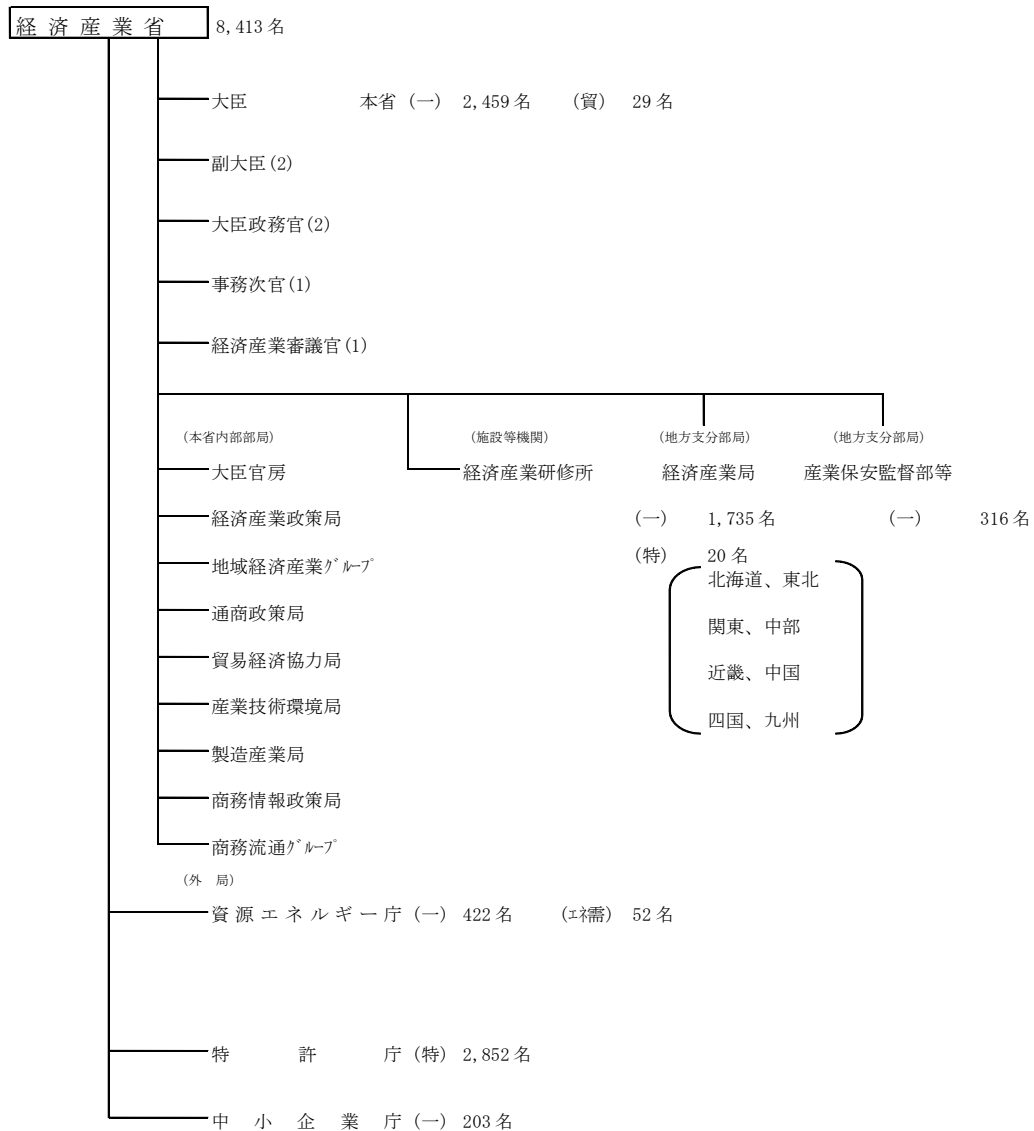 経済産業省 8,413名
大臣 本省(一) 2,459名 (貿) 29名
副大臣(2)
大臣政務官(2)
事務次官(1)
経済産業審議官(1)
(本省内部部局) (施設等機関) (地方支分部局) (地方支分部局)
大臣官房 経済産業研修所 経済産業局 産業保安監督部等
経済産業政策局 (一) 1,735名 (一) 316名
(特) 20名
地域経済産業グループ 北海道、東北
通商政策局 関東、中部
貿易経済協力局 近畿、中国
産業技術環境局 四国、九州
製造産業局
商務情報政策局
商務流通グループ
(外 局)
資源エネルギー庁(一) 422名 (エネ需) 52名
特許庁(特) 2,852名
中小企業庁(一) 203名